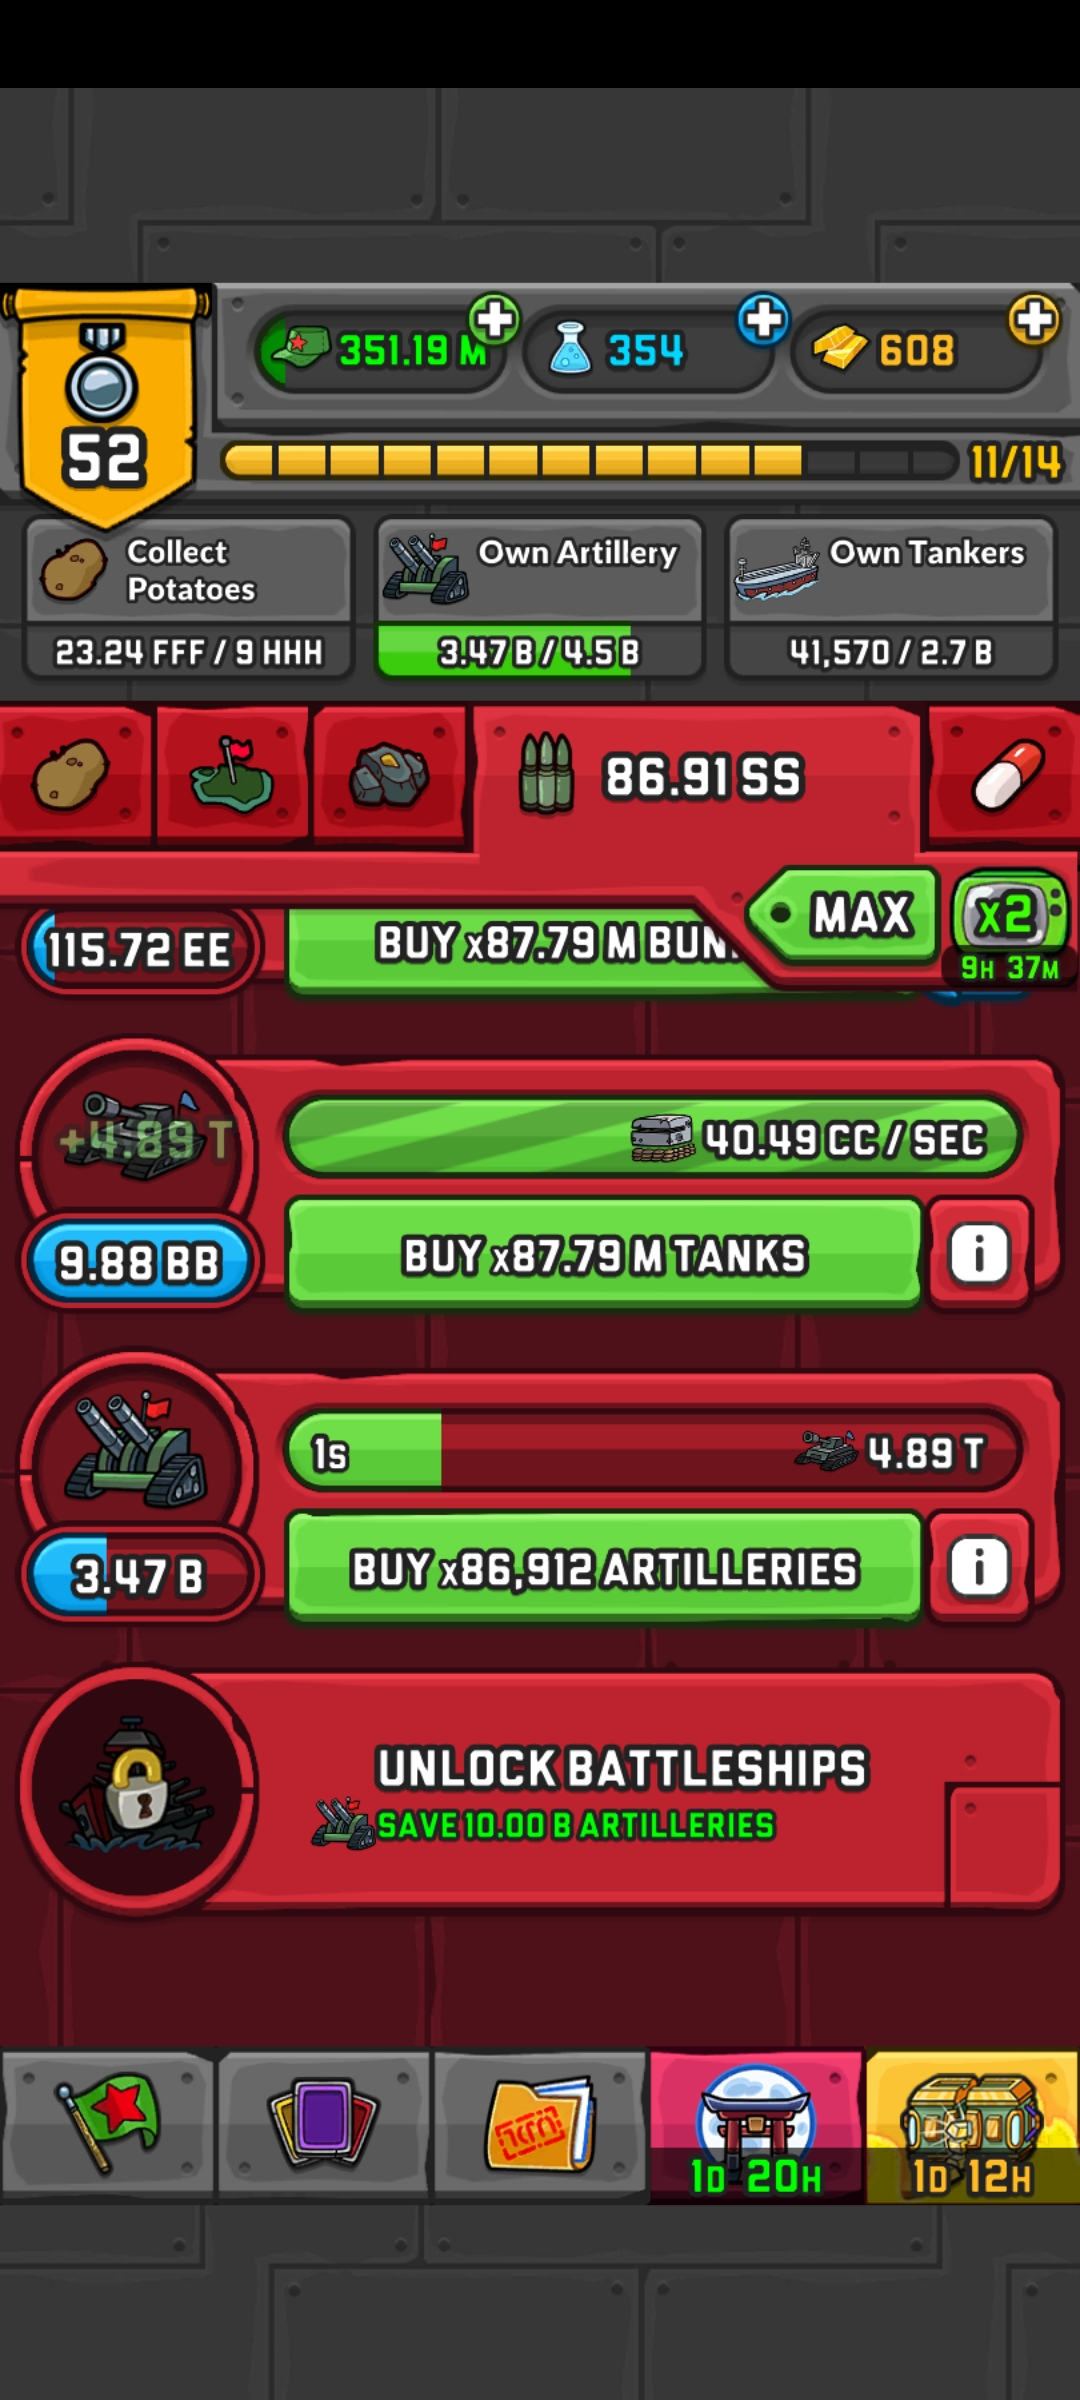 351.19 M
354
608
52
11/14
Collect
Potatoes
Own Artillery
Own Tankers
23.24 FFF / 9 HHH
3.47 B / 4.5 B
41,570 / 2.7 B
86.91 SS
MAX
x2
9H 37M
115.72 EE
BUY x87.79 M BUN
+4.89 T
40.49 CC / SEC
9.88 BB
BUY x87.79 M TANKS
i
1s
4.89 T
3.47 B
BUY x86,912 ARTILLERIES
i
UNLOCK BATTLESHIPS
SAVE 10.00 B ARTILLERIES
1D 20H
1D 12H